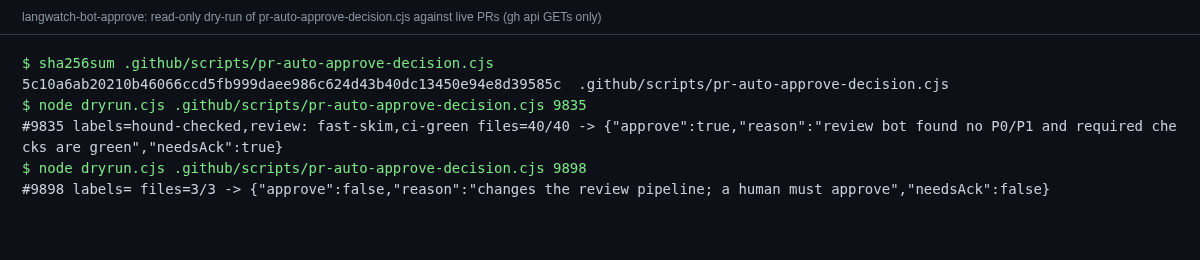 langwatch-bot-approve: read-only dry-run of pr-auto-approve-decision.cjs against live PRs (gh api GETs only)
$ sha256sum .github/scripts/pr-auto-approve-decision.cjs
5c10a6ab20210b46066ccd5fb999daee986c624d43b40dc13450e94e8d39585c  .github/scripts/pr-auto-approve-decision.cjs
$ node dryrun.cjs .github/scripts/pr-auto-approve-decision.cjs 9835
#9835 labels=hound-checked,review: fast-skim,ci-green files=40/40 -> {"approve":true,"reason":"review bot found no P0/P1 and required che
cks are green","needsAck":true}
$ node dryrun.cjs .github/scripts/pr-auto-approve-decision.cjs 9898
#9898 labels= files=3/3 -> {"approve":false,"reason":"changes the review pipeline; a human must approve","needsAck":false}